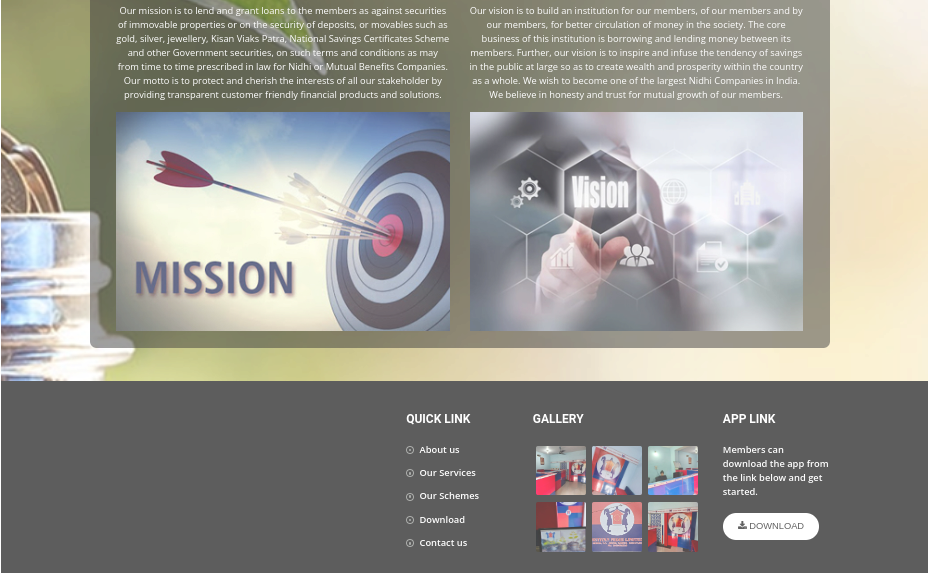 Our mission is to lend and grant loans to the members as against securities
of immovable properties or on the security of deposits, or movables such as
gold, silver, jewellery, Kisan Viaks Patra, National Savings Certificates Scheme
and other Government securities, on such terms and conditions as may
from time to time prescribed in law for Nidhi or Mutual Benefits Companies.
Our motto is to protect and cherish the interests of all our stakeholder by
providing transparent customer friendly financial products and solutions.
Our vision is to build an institution for our members, of our members and by
our members, for better circulation of money in the society. The core
business of this institution is borrowing and lending money between its
members. Further, our vision is to inspire and infuse the tendency of savings
in the public at large so as to create wealth and prosperity within the country
as a whole. We wish to become one of the largest Nidhi Companies in India.
We believe in honesty and trust for mutual growth of our members.
MISSION
Vision
QUICK LINK
About us
Our Services
Our Schemes
Download
Contact us
GALLERY
APP LINK
Members can
download the app from
the link below and get
started.
DOWNLOAD